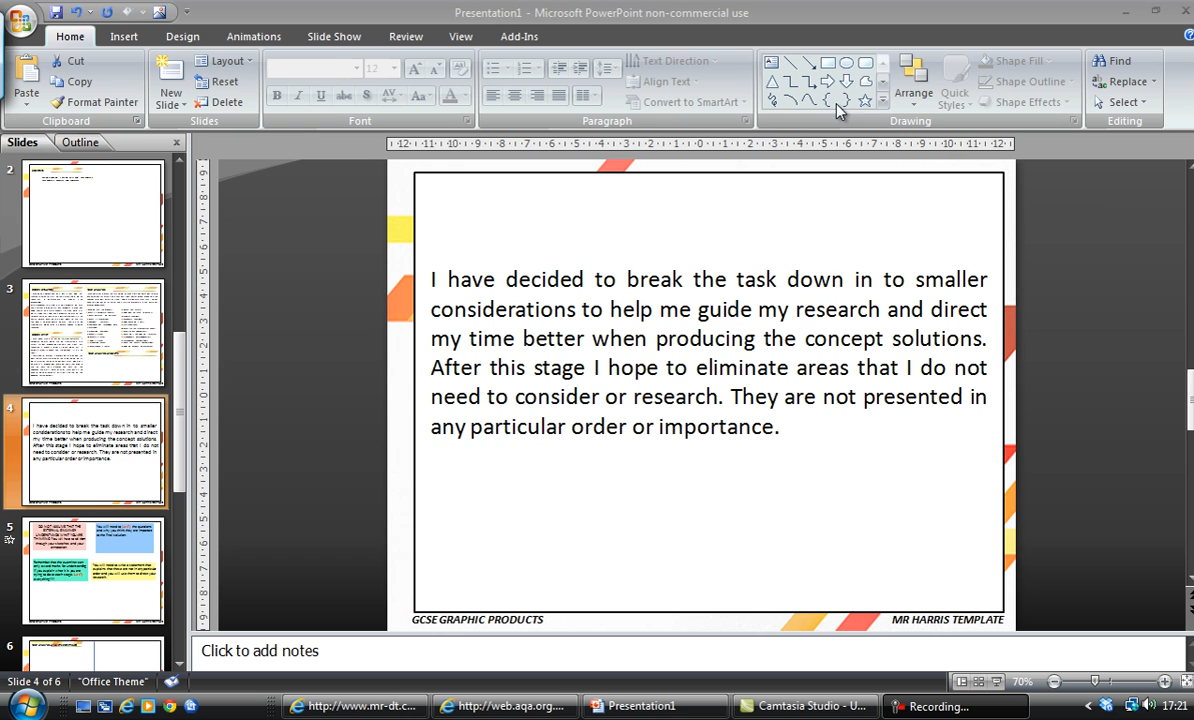 Presentation1 - Microsoft PowerPoint non-commercial use
Home Insert Design Animations Slide Show Review View Add-Ins
Paste
Cut
Copy
Format Painter
Clipboard
New
Slide
Layout
Reset
Delete
Slides
12
Font
Text Direction
Align Text
Convert to SmartArt
Paragraph
Arrange
Quick
Styles
Shape Fill
Shape Outline
Shape Effects
Drawing
Find
Replace
Select
Editing
Slides Outline
2
3
4
5
6
I have decided to break the task down in to smaller
considerations to help me guide my research and direct
my time better when producing the concept solutions.
After this stage I hope to eliminate areas that I do not
need to consider or research. They are not presented in
any particular order or importance.
GCSE GRAPHIC PRODUCTS
MR HARRIS TEMPLATE
Click to add notes
Slide 4 of 6 "Office Theme" 70%
http://www.mr-dt.c... http://web.aqa.org.... Presentation1 Camtasia Studio - U... Recording... 17:21